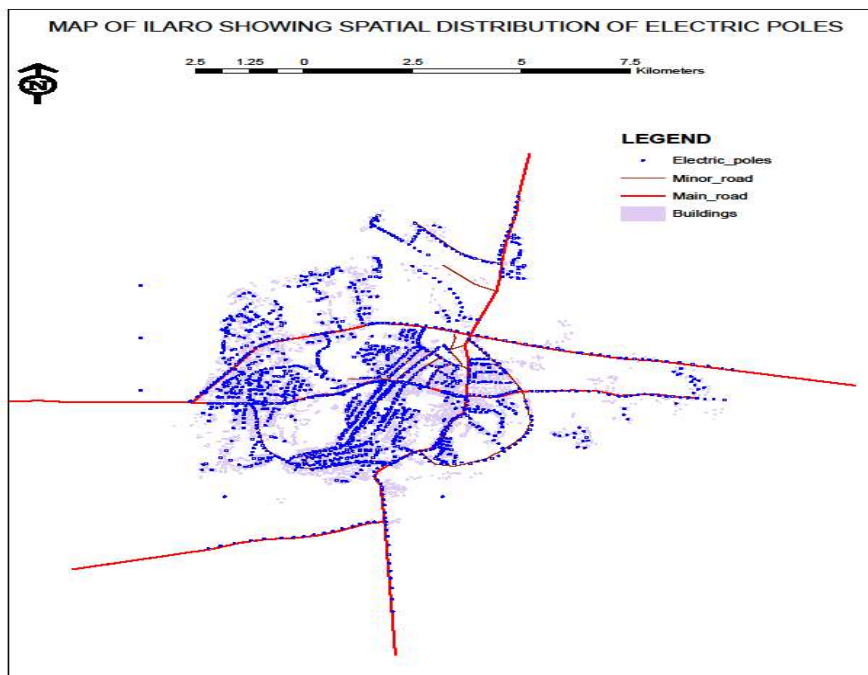 MAP OF ILARO SHOWING SPATIAL DISTRIBUTION OF ELECTRIC POLES
2.5 1.25 0 2.5 5 7.5
Kilometers
N
LEGEND
Electric_poles
Minor_road
Main_road
Buildings